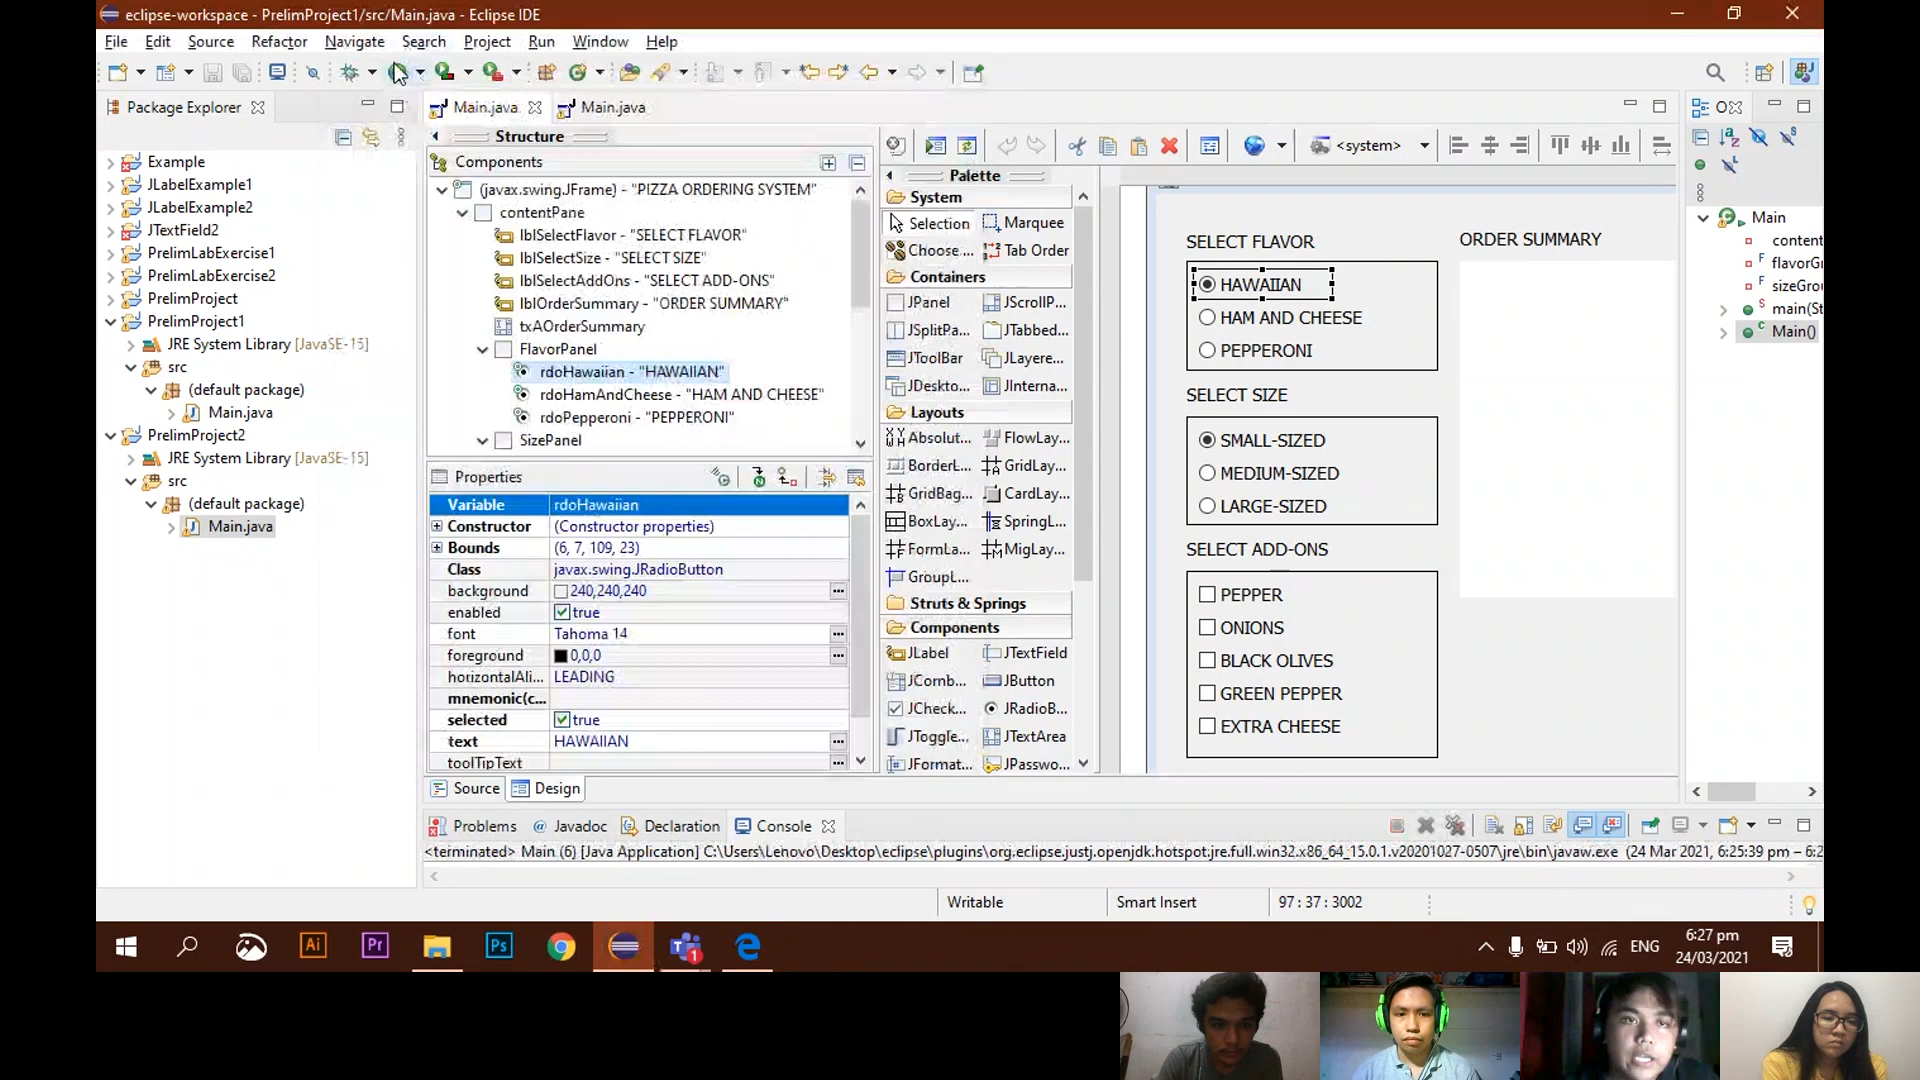 eclipse-workspace - PrelimProject1/src/Main.java - Eclipse IDE
File Edit Source Refactor Navigate Search Project Run Window Help
Package Explorer
Example
JLabelExample1
JLabelExample2
JTextField2
PrelimLabExercise1
PrelimLabExercise2
PrelimProject
PrelimProject1
JRE System Library [JavaSE-15]
src
(default package)
Main.java
PrelimProject2
JRE System Library [JavaSE-15]
src
(default package)
Main.java
Main.java Main.java
Structure
Components
(javax.swing.JFrame) - "PIZZA ORDERING SYSTEM"
contentPane
lblSelectFlavor - "SELECT FLAVOR"
lblSelectSize - "SELECT SIZE"
lblSelectAddOns - "SELECT ADD-ONS"
lblOrderSummary - "ORDER SUMMARY"
txAOrderSummary
FlavorPanel
rdoHawaiian - "HAWAIIAN"
rdoHamAndCheese - "HAM AND CHEESE"
rdoPepperoni - "PEPPERONI"
SizePanel
Properties
Variable rdoHawaiian
Constructor (Constructor properties)
Bounds (6, 7, 109, 23)
Class javax.swing.JRadioButton
background 240,240,240
enabled true
font Tahoma 14
foreground 0,0,0
horizontalAli... LEADING
mnemonic(c...
selected true
text HAWAIIAN
toolTipText
Source Design
<system>
Palette
System
Selection Marquee
Choose... Tab Order
Containers
JPanel JScrollP...
JSplitPa... JTabbed...
JToolBar JLayere...
JDeskto... JInterna...
Layouts
Absolut... FlowLay...
BorderL... GridLay...
GridBag... CardLay...
BoxLay... SpringL...
FormLa... MigLay...
GroupL...
Struts & Springs
Components
JLabel JTextField
JComb... JButton
JCheck... JRadioB...
JToggle... JTextArea
JFormat... JPasswo...
SELECT FLAVOR
HAWAIIAN
HAM AND CHEESE
PEPPERONI
SELECT SIZE
SMALL-SIZED
MEDIUM-SIZED
LARGE-SIZED
SELECT ADD-ONS
PEPPER
ONIONS
BLACK OLIVES
GREEN PEPPER
EXTRA CHEESE
ORDER SUMMARY
O
Main
content
flavorGr
sizeGrou
main(St
Main()
Problems @ Javadoc Declaration Console
<terminated> Main (6) [Java Application] C:\Users\Lenovo\Desktop\eclipse\plugins\org.eclipse.justj.openjdk.hotspot.jre.full.win32.x86_64_15.0.1.v20201027-0507\jre\bin\javaw.exe (24 Mar 2021, 6:25:39 pm – 6:2
Writable Smart Insert 97 : 37 : 3002
Ai Pr Ps 1 ENG 6:27 pm
24/03/2021